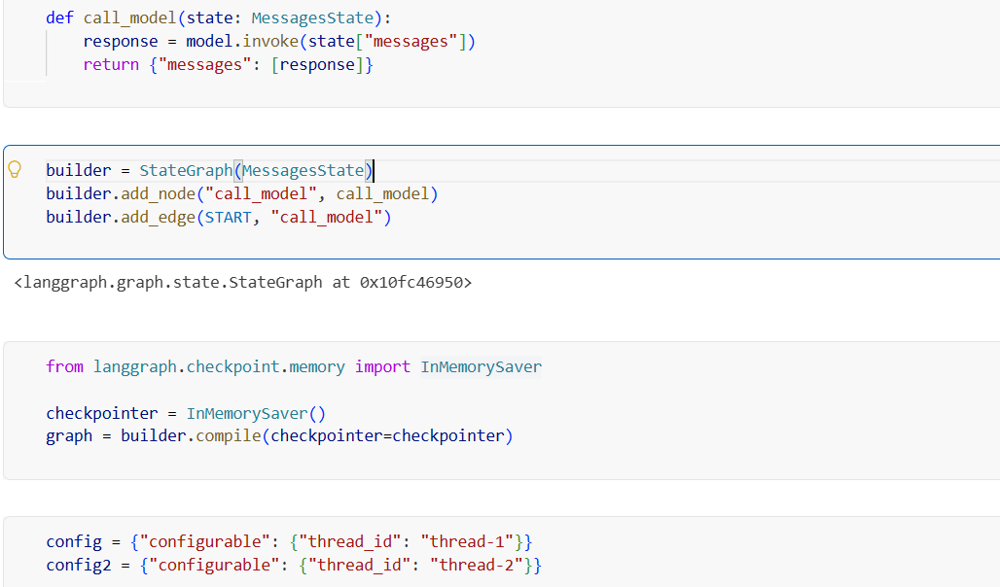 def call_model(state: MessagesState):
    response = model.invoke(state["messages"])
    return {"messages": [response]}
builder = StateGraph(MessagesState)
builder.add_node("call_model", call_model)
builder.add_edge(START, "call_model")
<langgraph.graph.state.StateGraph at 0x10fc46950>
from langgraph.checkpoint.memory import InMemorySaver
checkpointer = InMemorySaver()
graph = builder.compile(checkpointer=checkpointer)
config = {"configurable": {"thread_id": "thread-1"}}
config2 = {"configurable": {"thread_id": "thread-2"}}